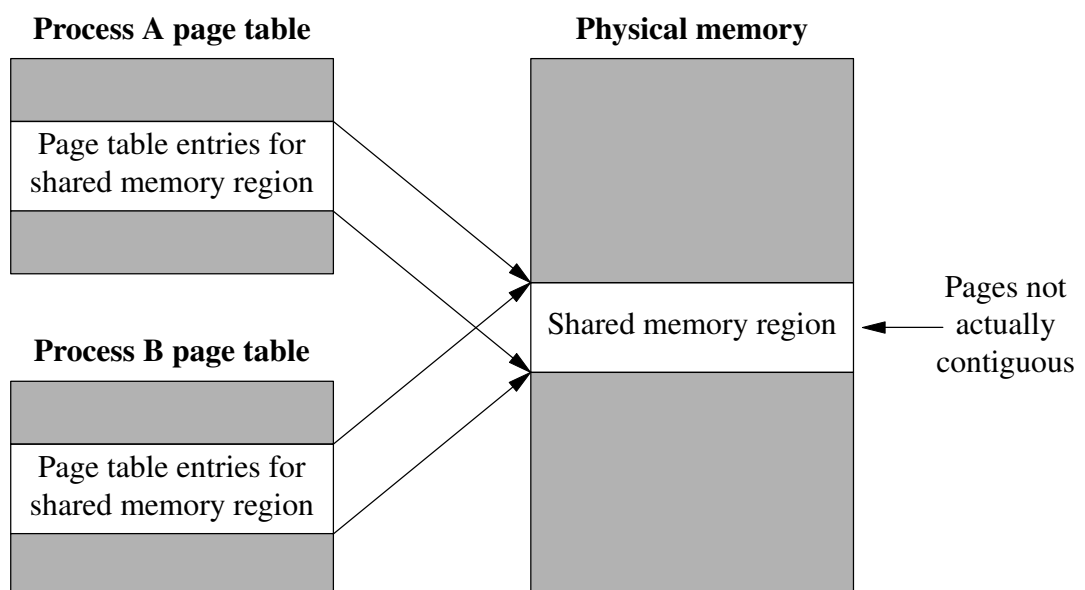 Process A page table
Page table entries for
shared memory region
Process B page table
Page table entries for
shared memory region
Physical memory
Shared memory region
Pages not
actually
contiguous